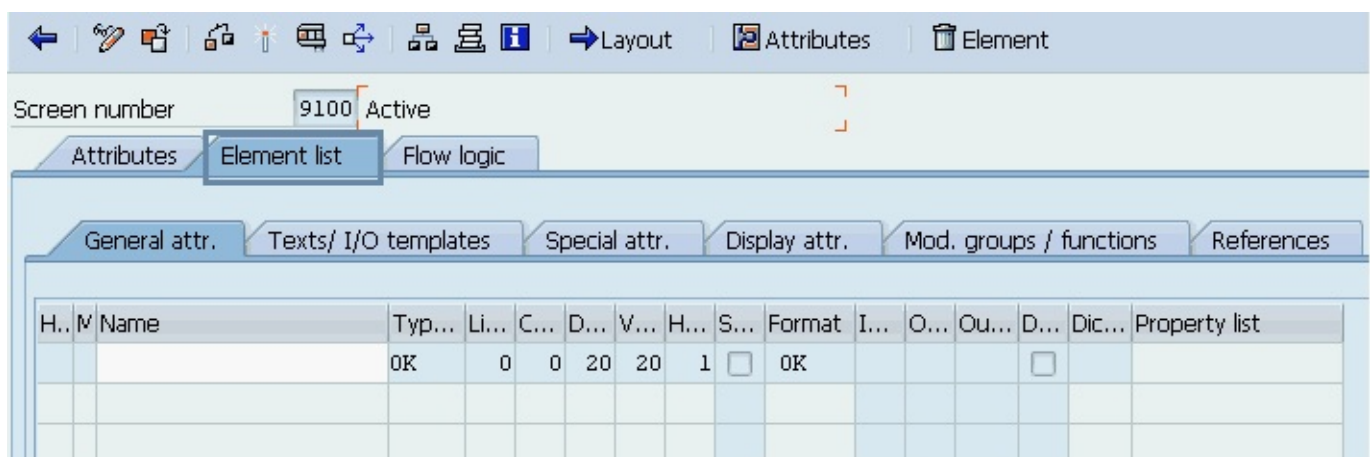 Layout Attributes Element
Screen number 9100 Active
Attributes Element list Flow logic
General attr. Texts/ I/O templates Special attr. Display attr. Mod. groups / functions References
H.. M Name Typ... Li... C... D... V... H... S... Format I... O... Ou... D... Dic... Property list
OK 0 0 20 20 1 OK